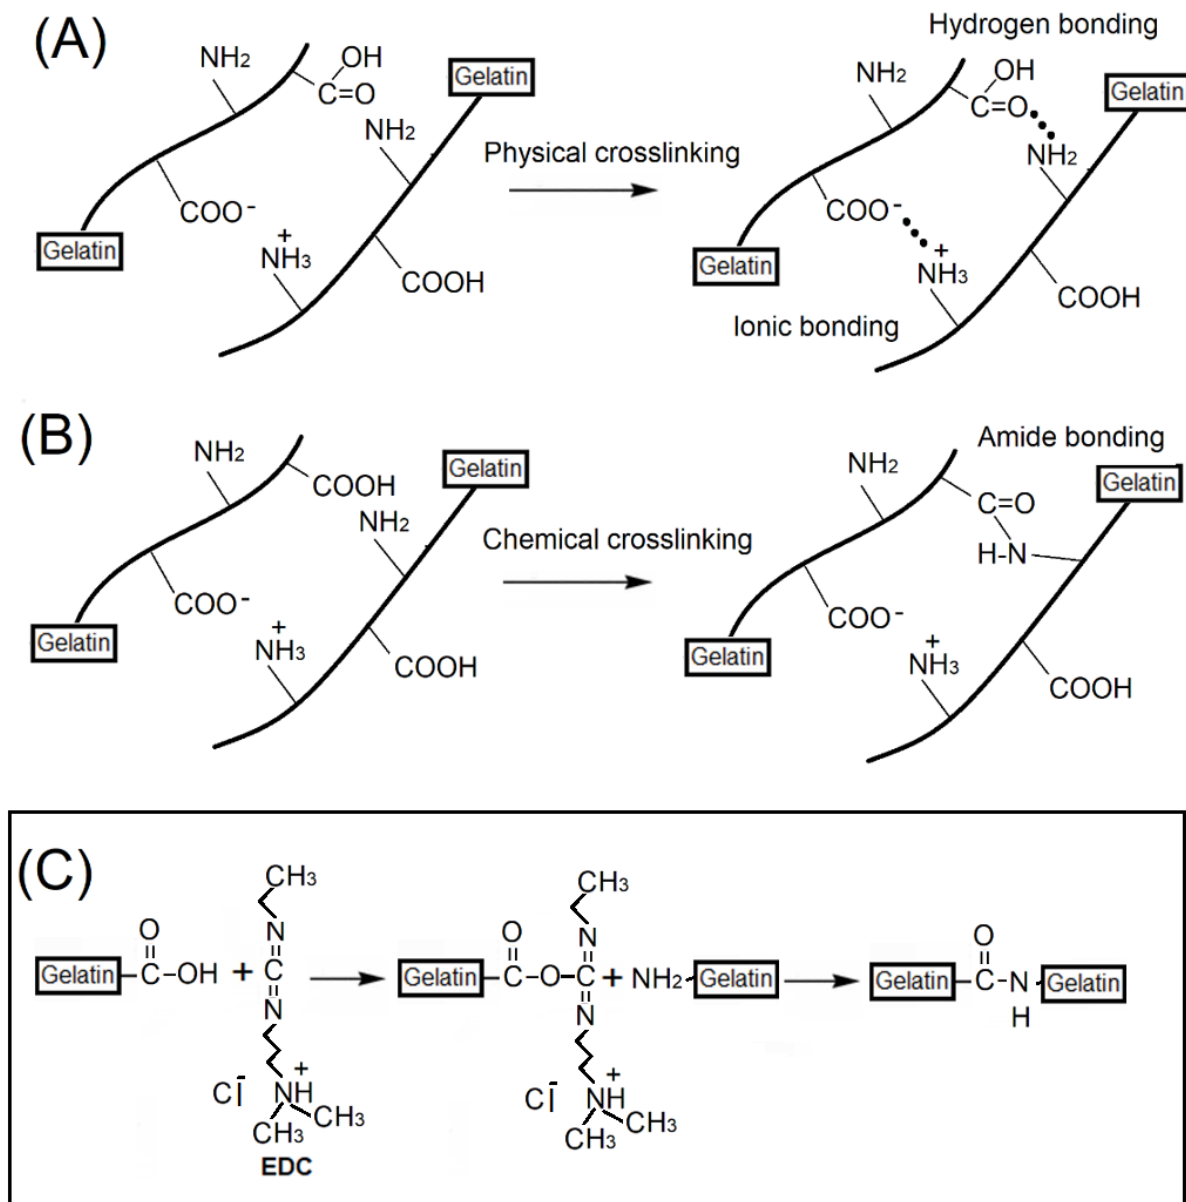 (A)
Hydrogen bonding
NH2
OH
C=O
Gelatin
NH2
Physical crosslinking
COO-
Gelatin
+
NH3
COOH
NH2
OH
C=O
Gelatin
NH2
COO-
Gelatin
+
NH3
COOH
Ionic bonding
(B)
Amide bonding
NH2
COOH
Gelatin
NH2
Chemical crosslinking
COO-
Gelatin
+
NH3
COOH
NH2
C=O
Gelatin
H-N
COO-
Gelatin
+
NH3
COOH
(C)
CH3
N
O
Gelatin-C-OH + C
N
+
Cl- NH
CH3
CH3
EDC
CH3
N
O
Gelatin-C-O-C + NH2-Gelatin
N
+
Cl- NH
CH3
CH3
O
Gelatin-C-N-Gelatin
H